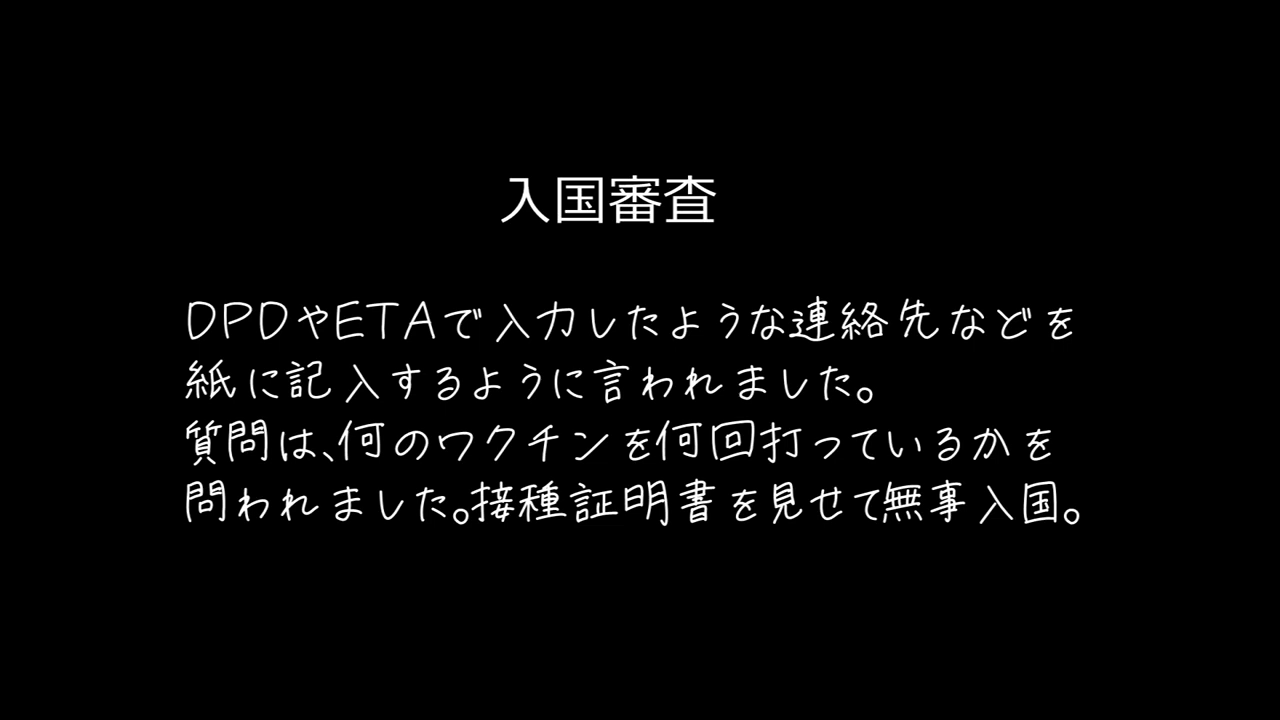 入国審査
DPDやETAで入力したような連絡先などを
紙に記入するように言われました。
質問は、何のワクチンを何回打っているかを
問われました。接種証明書を見せて無事入国。